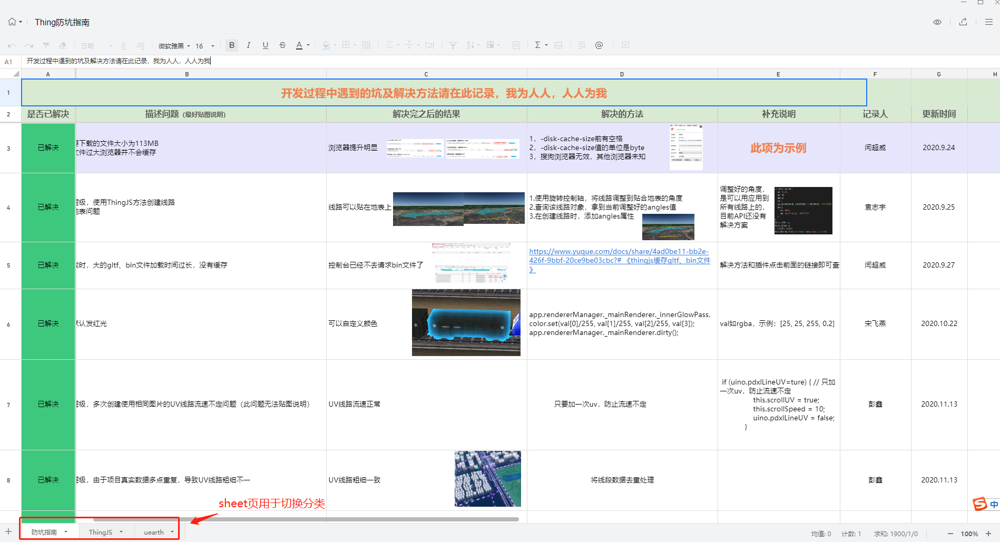 Thing防坑指南
日期
.0
.00
微软雅黑
16
B
I
U
S
A
Σ
@
A1
开发过程中遇到的坑及解决方法请在此记录，我为人人，人人为我
A B C D E F G H
1
开发过程中遇到的坑及解决方法请在此记录，我为人人，人人为我
2 是否已解决 描述问题（最好贴图说明） 解决完之后的结果 解决的方法 补充说明 记录人 更新时间
3
已解决
要下载的文件大小为113MB
文件过大浏览器并不会缓存
浏览器提升明显
1，-disk-cache-size前有空格
2，-disk-cache-size值的单位是byte
3，搜狗浏览器无效，其他浏览器未知
此项为示例
闫超威
2020.9.24
4
已解决
层级，使用ThingJS方法创建线路
地表问题
线路可以贴在地表上
1.使用旋转控制轴，将线路调整到贴合地表的角度
2.查询该线路对象，拿到当前调整好的angles值
3.在创建线路时，添加angles属性
调整好的角度，
是可以用应用到
所有线路上的，
目前API还没有
解决方案
袁志宇
2020.9.25
5
已解决
载时，大的gltf、bin文件加载时间过长，没有缓存
控制台已经不去请求bin文件了
https://www.yuque.com/docs/share/4ad0be11-bb2e-
426f-9bbf-20ce9be03cbc?# 《thingjs缓存gltf、bin文件
》
解决方法和插件点击前面的链接即可查
闫超威
2020.9.27
6
已解决
默认发红光
可以自定义颜色
app.rendererManager._mainRenderer._innerGlowPass.
color.set(val[0]/255, val[1]/255, val[2]/255, val[3]);
app.rendererManager._mainRenderer.dirty();
val如rgba，示例：[25, 25, 255, 0.2]
宋飞燕
2020.10.22
7
已解决
层级，多次创建使用相同图片的UV线路流速不定问题（此问题无法贴图说明）
UV线路流速正常
只要加一次uv，防止流速不定
if (uino.pdxlLineUV=ture) { // 只加
一次uv，防止流速不定
this.scrollUV = true;
this.scrollSpeed = 10;
uino.pdxlLineUV = false;
}
彭鑫
2020.11.13
8
已解决
层级，由于项目真实数据多点重复，导致UV线路粗细不一
UV线路粗细一致
将线段数据去重处理
彭鑫
2020.11.13
sheet页用于切换分类
S 中
防坑指南 ThingJS uearth
均值: 0 计数: 1 求和: 1900/1/0
100%